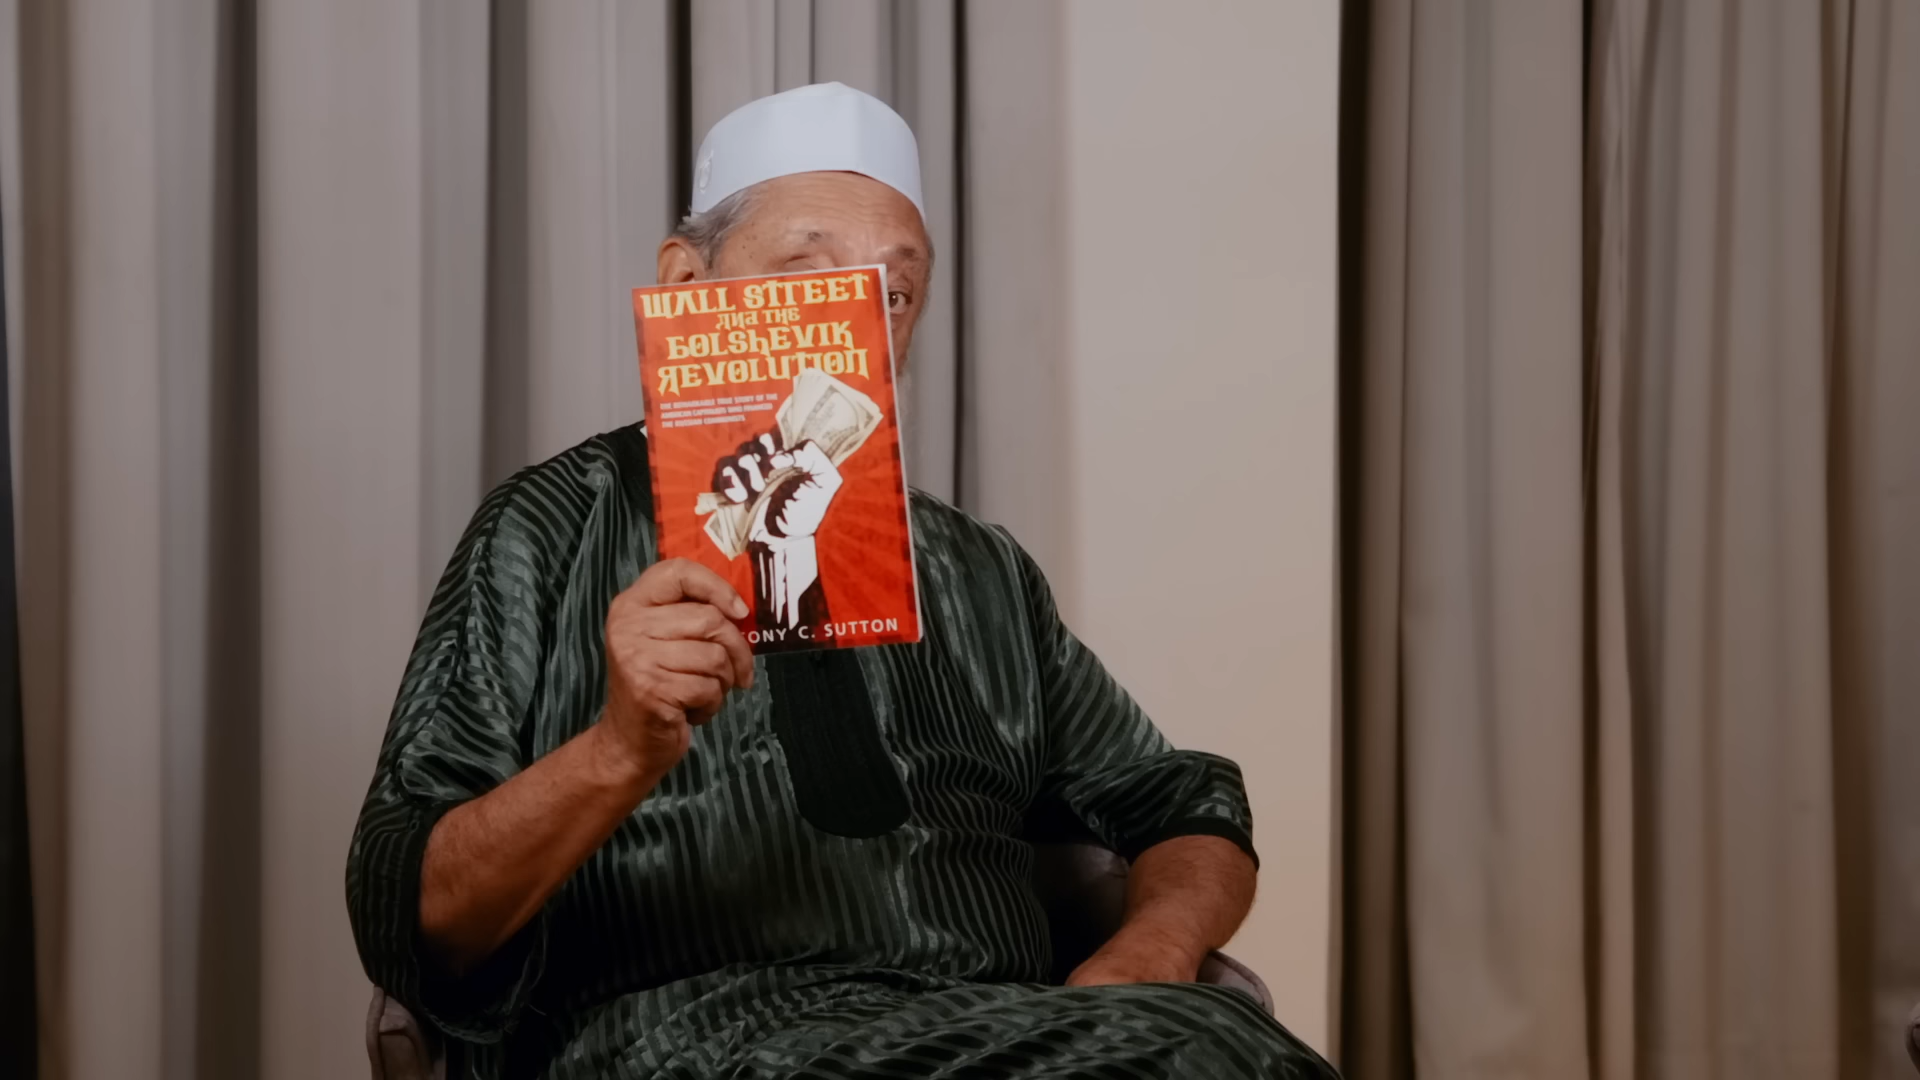 WALL STREET
AND THE
BOLSHEVIK
REVOLUTION
THE REMARKABLE TRUE STORY OF THE
AMERICAN CAPITALISTS WHO FINANCED
THE RUSSIAN COMMUNISTS
TONY C. SUTTON